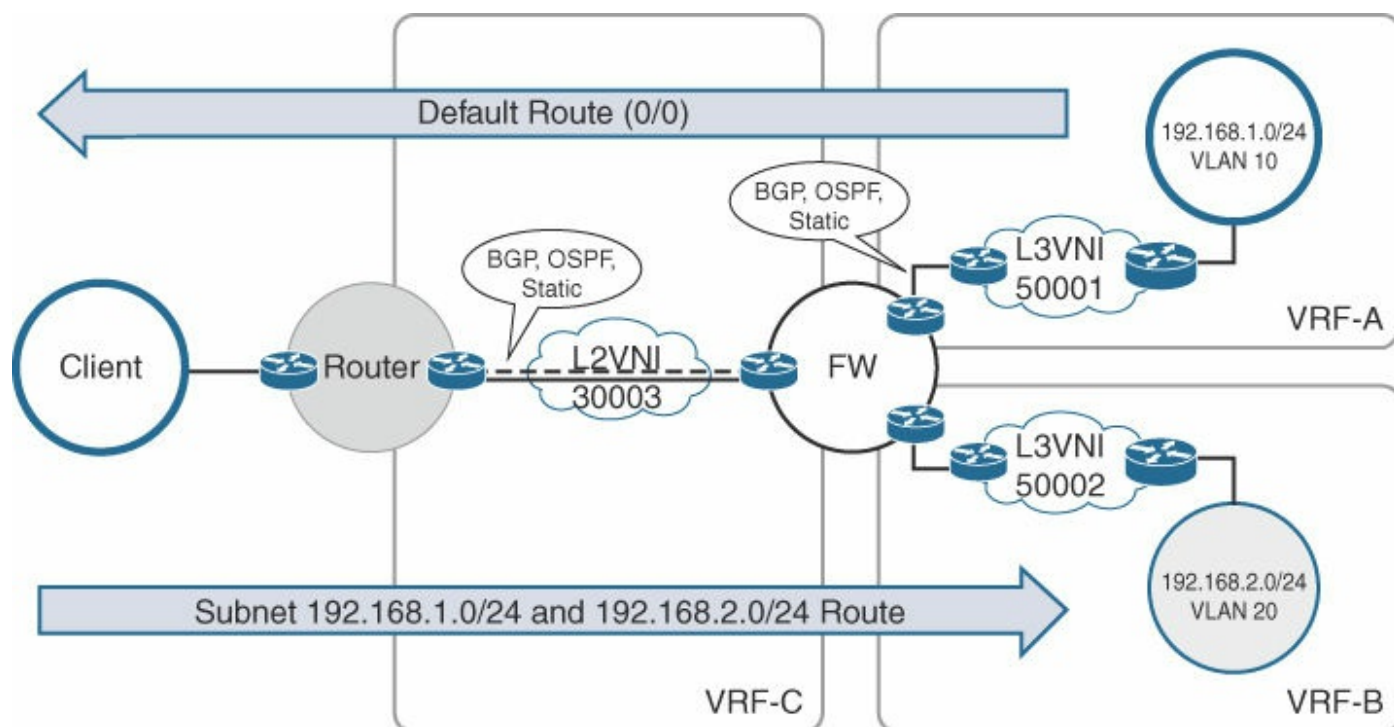 Default Route (0/0)
192.168.1.0/24
VLAN 10
BGP, OSPF,
Static
L3VNI
50001
VRF-A
BGP, OSPF,
Static
Client
Router
L2VNI
30003
FW
L3VNI
50002
192.168.2.0/24
VLAN 20
Subnet 192.168.1.0/24 and 192.168.2.0/24 Route
VRF-C
VRF-B